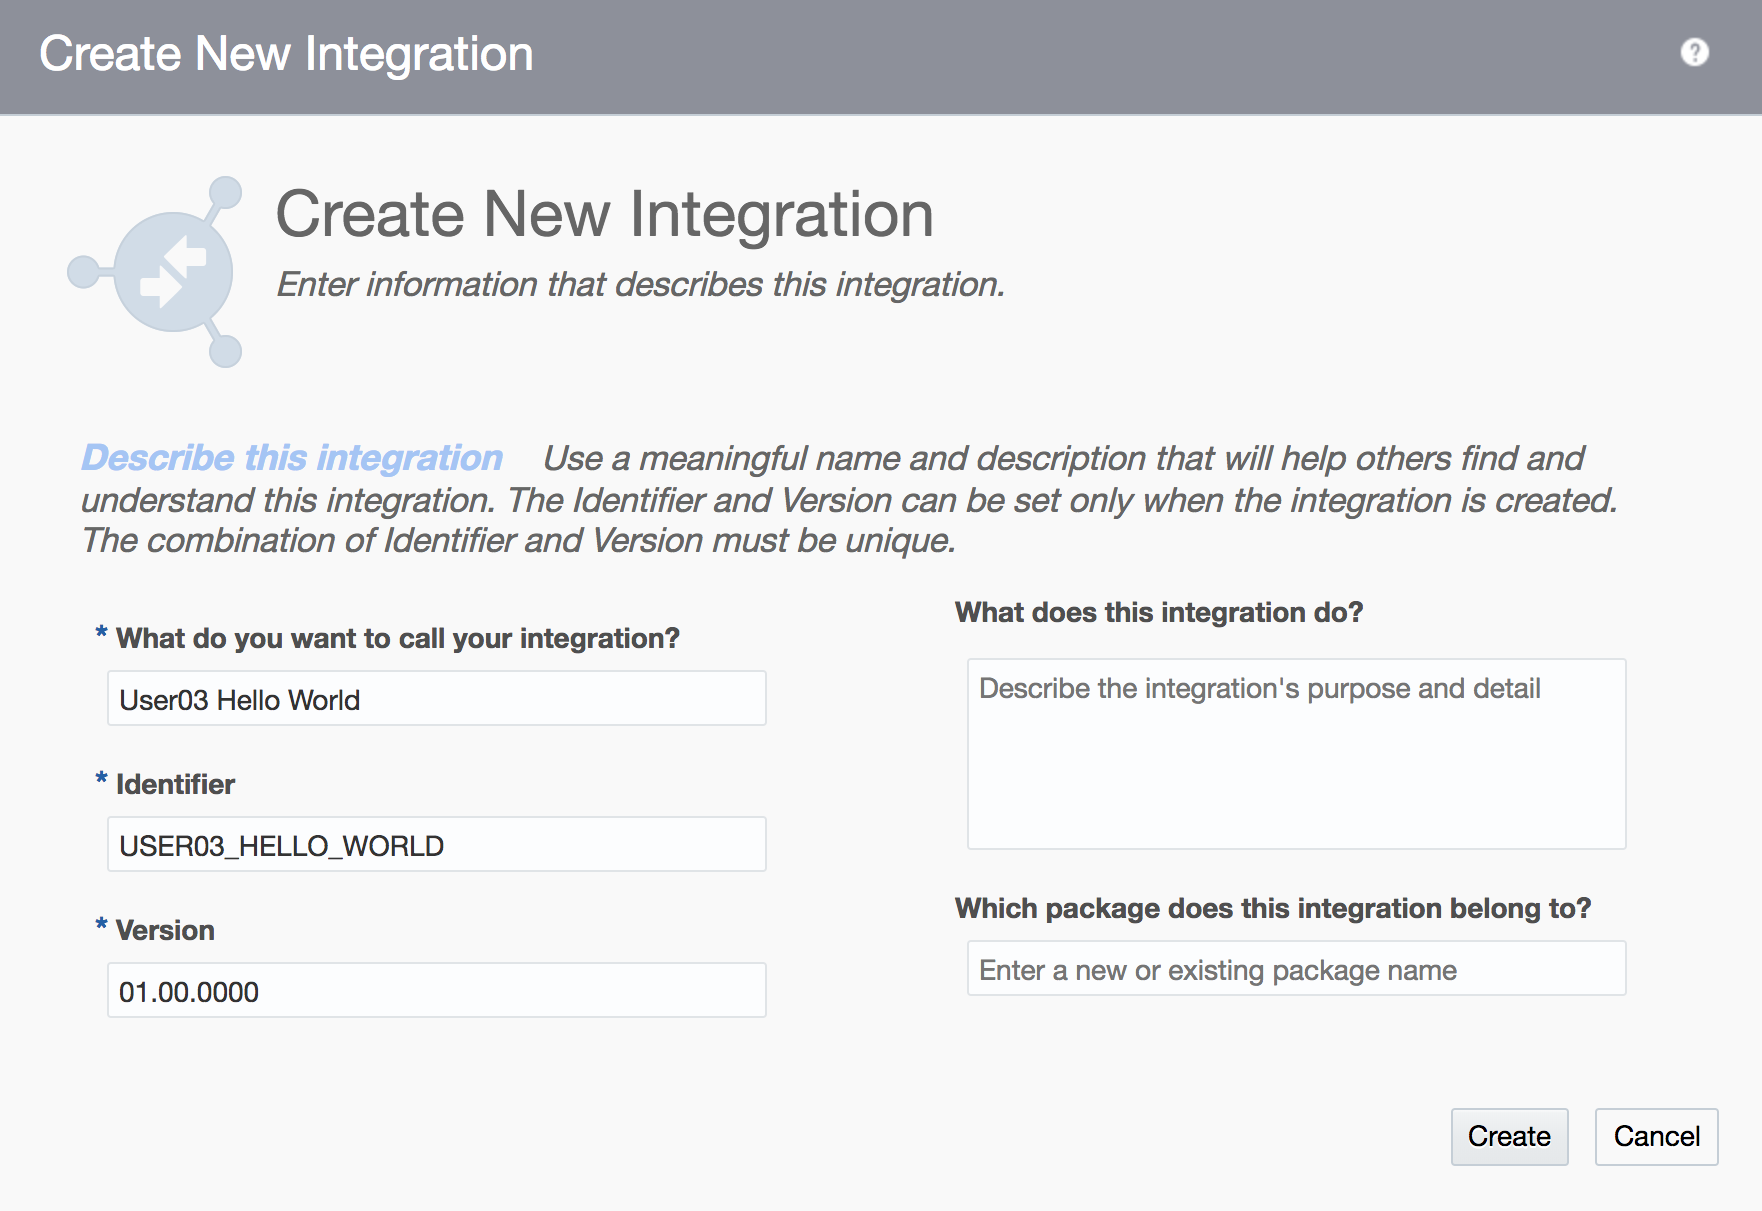 Create New Integration
?
Create New Integration
Enter information that describes this integration.
Describe this integration Use a meaningful name and description that will help others find and
understand this integration. The Identifier and Version can be set only when the integration is created.
The combination of Identifier and Version must be unique.
* What do you want to call your integration?
User03 Hello World
* Identifier
USER03_HELLO_WORLD
* Version
01.00.0000
What does this integration do?
Describe the integration's purpose and detail
Which package does this integration belong to?
Enter a new or existing package name
Create
Cancel